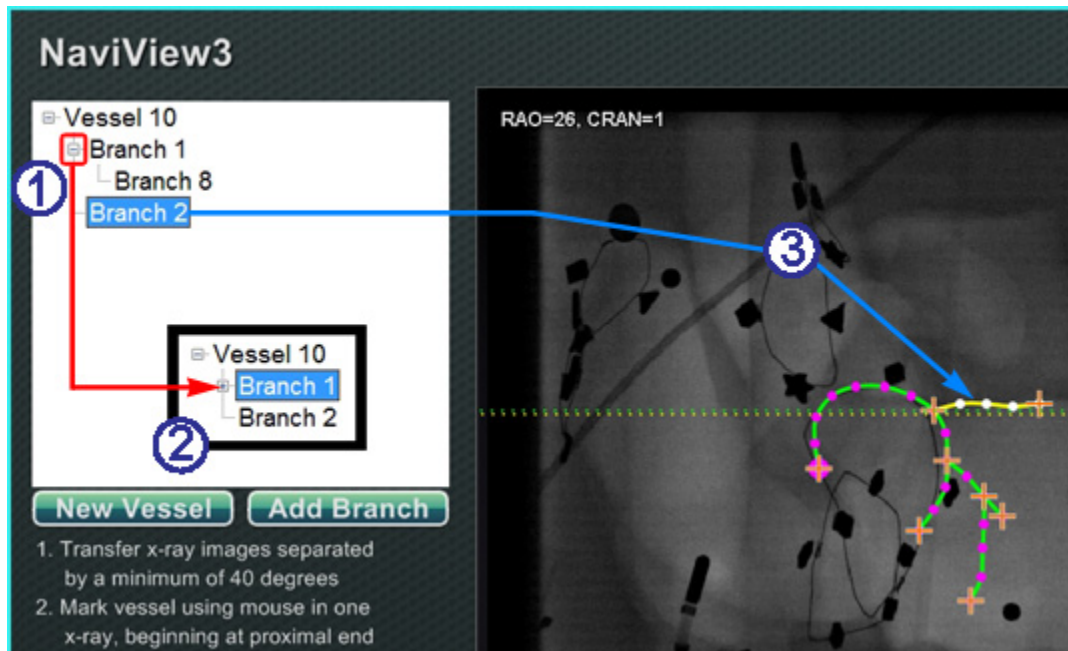 NaviView3
Vessel 10
Branch 1
Branch 8
Branch 2
1
Vessel 10
Branch 1
Branch 2
2
New Vessel
Add Branch
1. Transfer x-ray images separated
by a minimum of 40 degrees
2. Mark vessel using mouse in one
x-ray, beginning at proximal end
RAO=26, CRAN=1
3